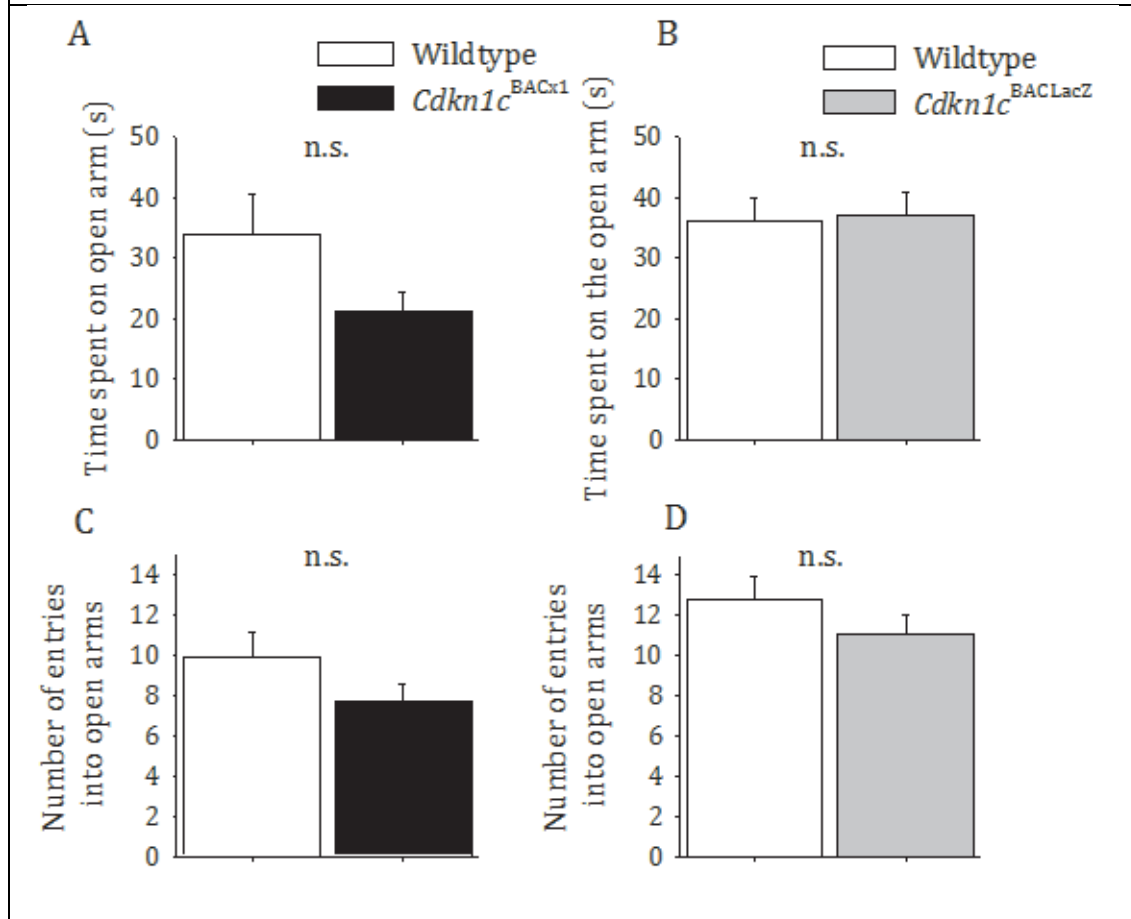 A
Wildtype
Cdkn1c^BACx1
Time spent on open arm (s)
50
40
30
20
10
0
n.s.
B
Wildtype
Cdkn1c^BACLacZ
Time spent on the open arm (s)
50
40
30
20
10
0
n.s.
C
Number of entries
into open arms
14
12
10
8
6
4
2
0
n.s.
D
Number of entries
into open arms
14
12
10
8
6
4
2
0
n.s.